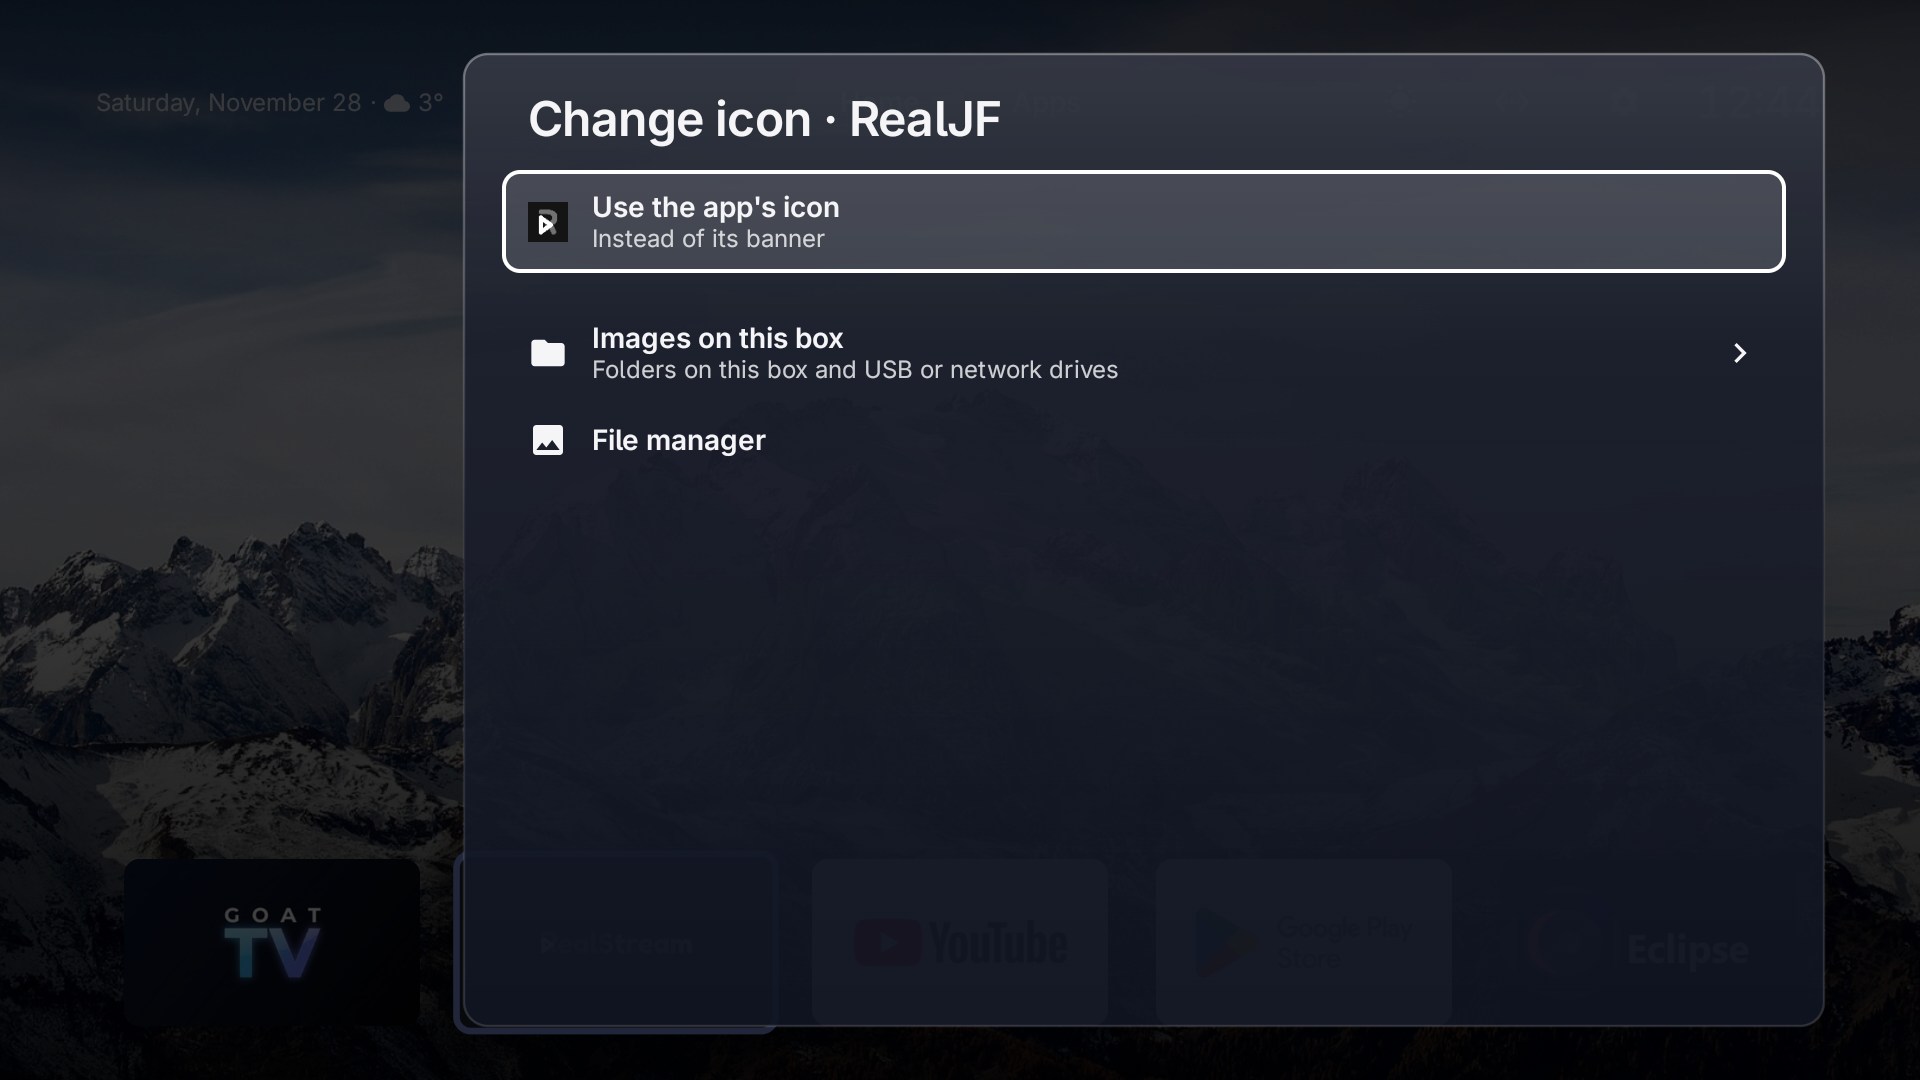 Saturday, November 28 · 3°
Change icon · RealJF
Use the app's icon
Instead of its banner
Images on this box
Folders on this box and USB or network drives
File manager
GOAT
TV
RealStream
YouTube
Google Play
Store
Eclipse